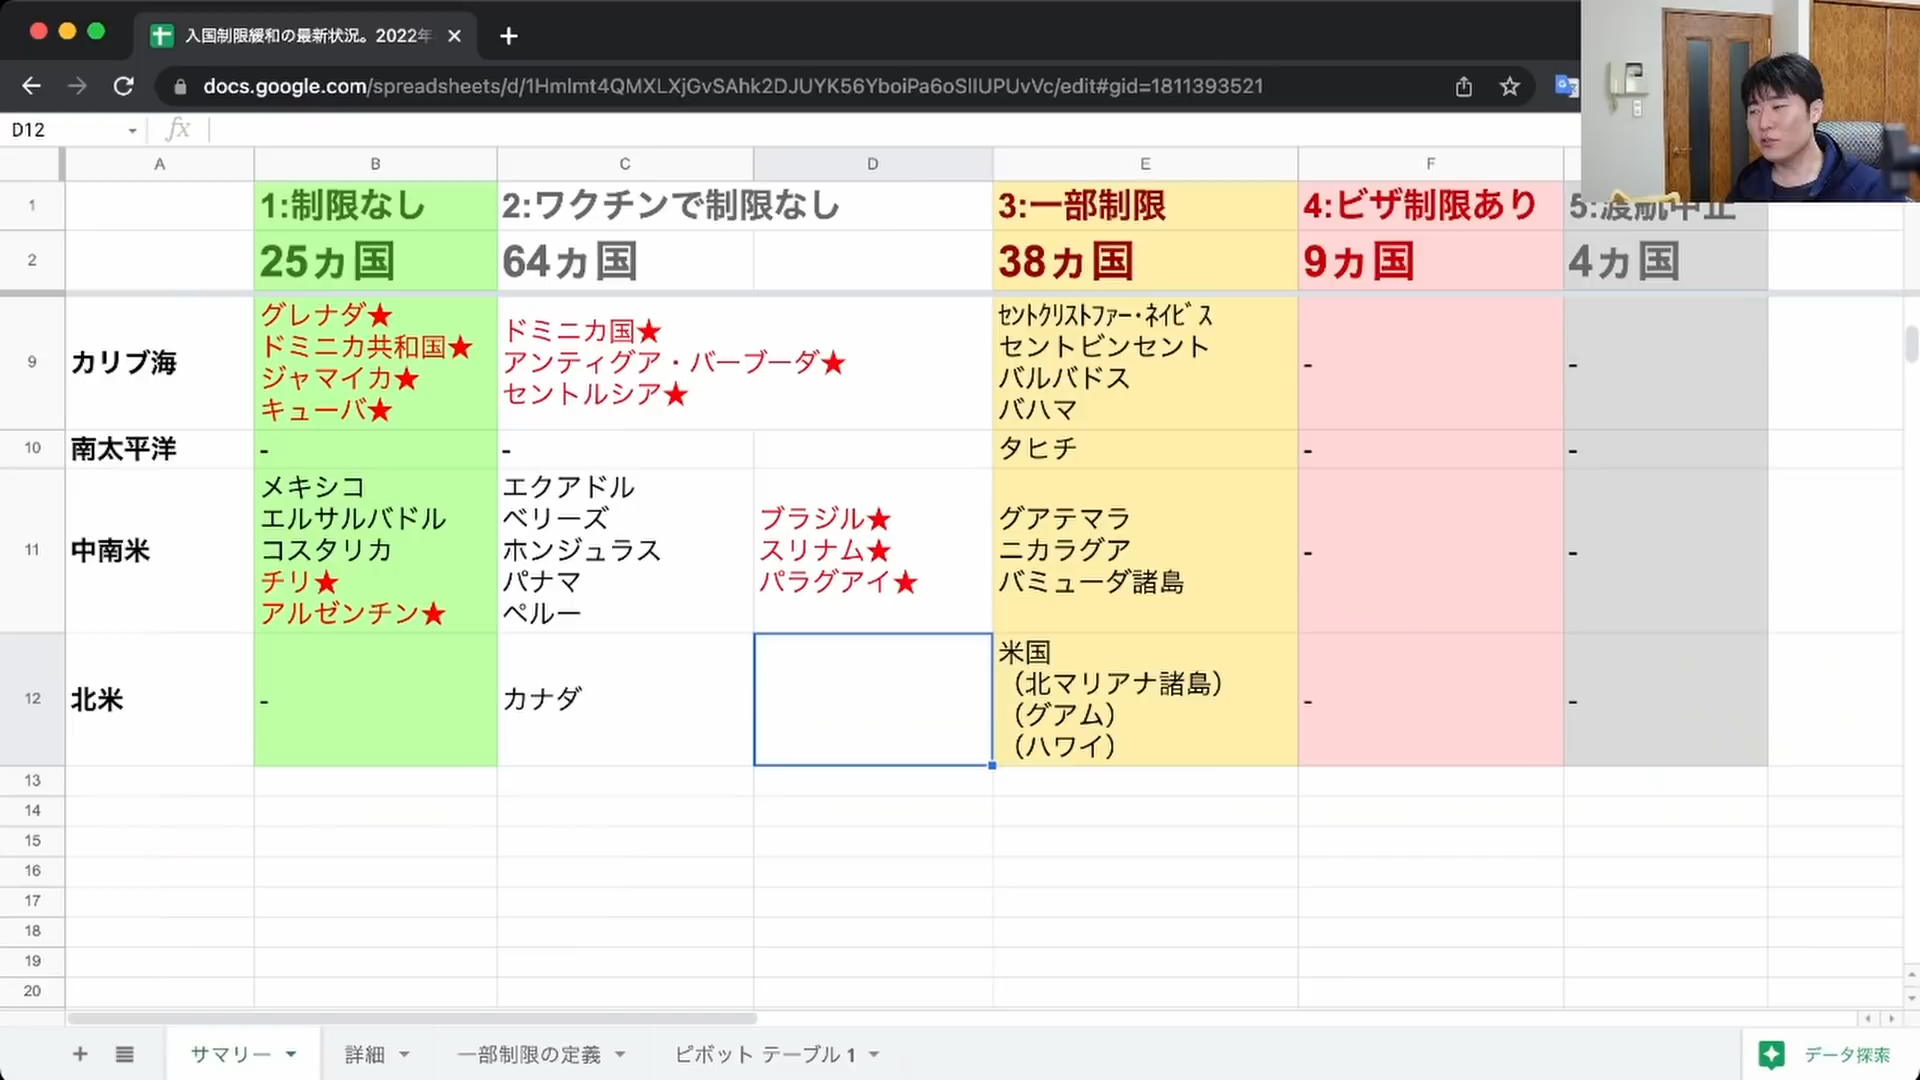 入国制限緩和の最新状況。2022年
docs.google.com/spreadsheets/d/1Hmlmt4QMXLXjGvSAhk2DJUYK56YboiPa6oSlIUPUvVc/edit#gid=1811393521
D12
fx
A B C D E F
1 1:制限なし 2:ワクチンで制限なし 3:一部制限 4:ビザ制限あり 5:渡航中止
2 25ヵ国 64ヵ国 38ヵ国 9ヵ国 4ヵ国
9 カリブ海
グレナダ★
ドミニカ共和国★
ジャマイカ★
キューバ★
ドミニカ国★
アンティグア・バーブーダ★
セントルシア★
ｾﾝﾄｸﾘｽﾄﾌｧｰ･ﾈｲﾋﾞｽ
セントビンセント
バルバドス
バハマ
-
-
10 南太平洋 - - タヒチ - -
11 中南米
メキシコ
エルサルバドル
コスタリカ
チリ★
アルゼンチン★
エクアドル
ベリーズ
ホンジュラス
パナマ
ペルー
ブラジル★
スリナム★
パラグアイ★
グアテマラ
ニカラグア
バミューダ諸島
-
-
12 北米 - カナダ
米国
（北マリアナ諸島）
（グアム）
（ハワイ）
-
-
13
14
15
16
17
18
19
20
サマリー 詳細 一部制限の定義 ピボット テーブル 1 データ探索